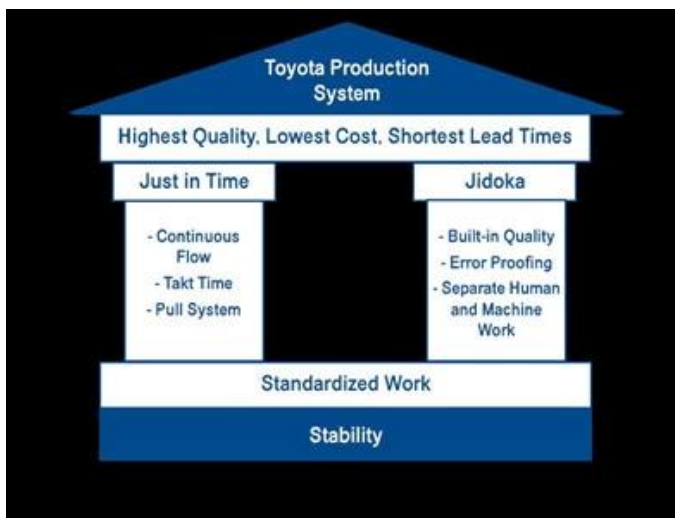 Toyota Production
System
Highest Quality, Lowest Cost, Shortest Lead Times
Just in Time
- Continuous
Flow
- Takt Time
- Pull System
Jidoka
- Built-in Quality
- Error Proofing
- Separate Human
and Machine
Work
Standardized Work
Stability